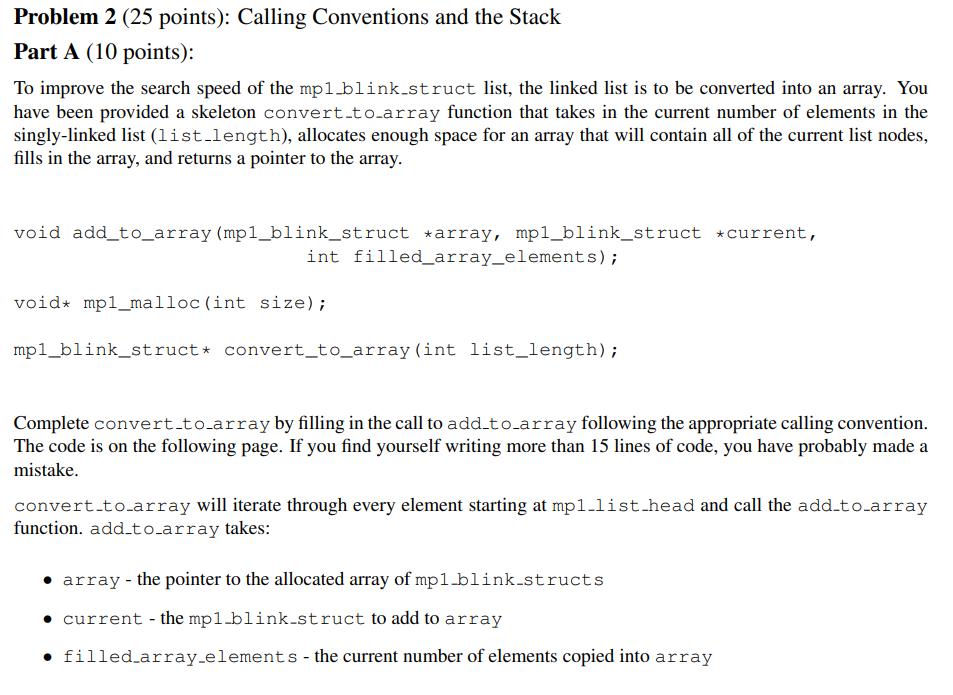 Problem 2 (25 points): Calling Conventions and the Stack
Part A (10 points):
To improve the search speed of the mp1_blink_struct list, the linked list is to be converted into an array. You
have been provided a skeleton convert_to_array function that takes in the current number of elements in the
singly-linked list (list_length), allocates enough space for an array that will contain all of the current list nodes,
fills in the array, and returns a pointer to the array.
void add_to_array(mp1_blink_struct *array, mp1_blink_struct *current,
int filled_array_elements);
void* mp1_malloc(int size);
mp1_blink_struct* convert_to_array(int list_length);
Complete convert_to_array by filling in the call to add_to_array following the appropriate calling convention.
The code is on the following page. If you find yourself writing more than 15 lines of code, you have probably made a
mistake.
convert_to_array will iterate through every element starting at mp1_list_head and call the add_to_array
function. add_to_array takes:
• array - the pointer to the allocated array of mp1_blink_structs
• current - the mp1_blink_struct to add to array
• filled_array_elements - the current number of elements copied into array